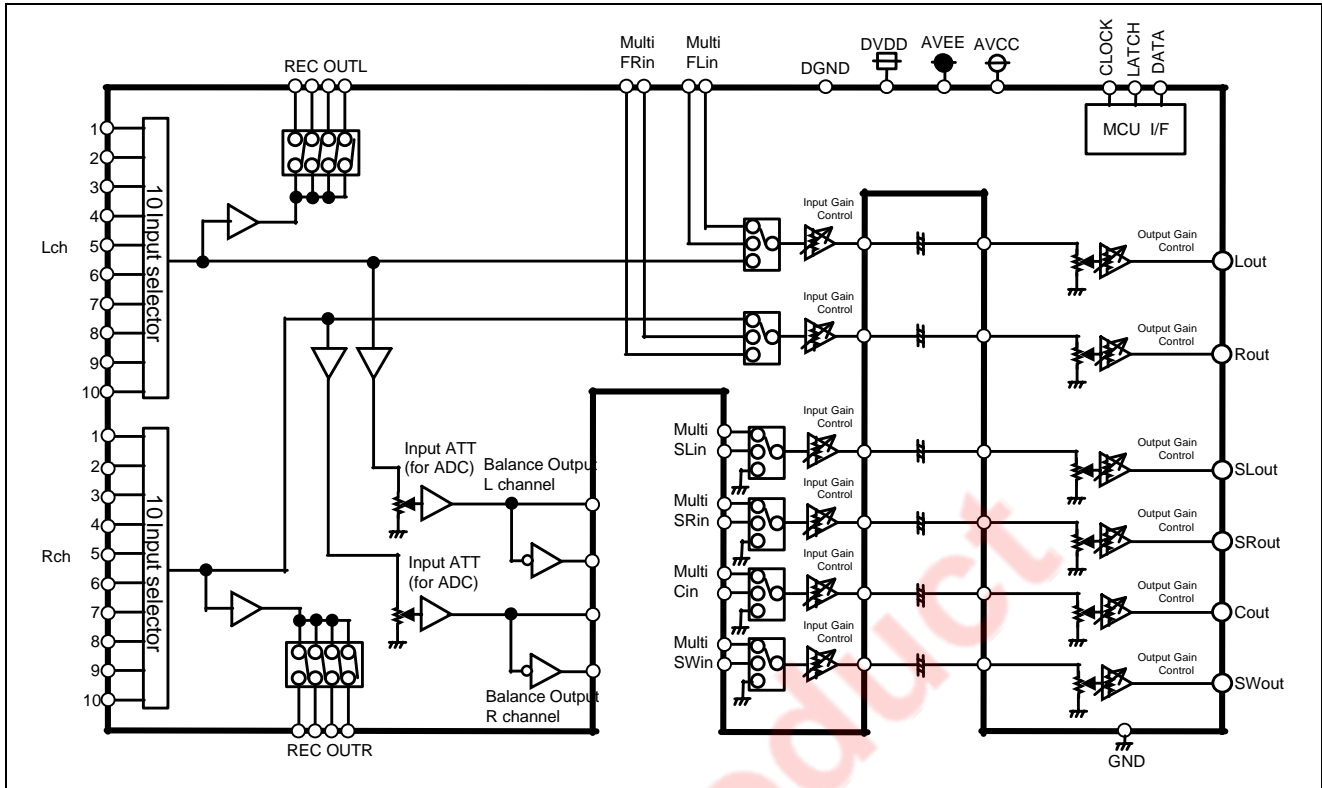 REC OUTL
Multi
FRin
Multi
FLin
DGND
DVDD
AVEE
AVCC
CLOCK
LATCH
DATA
MCU I/F
Lch
1
2
3
4
5
6
7
8
9
10
10 Input selector
Input Gain
Control
Output Gain
Control
Lout
Input Gain
Control
Output Gain
Control
Rout
Rch
1
2
3
4
5
6
7
8
9
10
10 Input selector
Input ATT
(for ADC)
Balance Output
L channel
Input ATT
(for ADC)
Balance Output
R channel
REC OUTR
Multi
SLin
Input Gain
Control
Output Gain
Control
SLout
Multi
SRin
Input Gain
Control
Output Gain
Control
SRout
Multi
Cin
Input Gain
Control
Output Gain
Control
Cout
Multi
SWin
Input Gain
Control
Output Gain
Control
SWout
GND
oduct